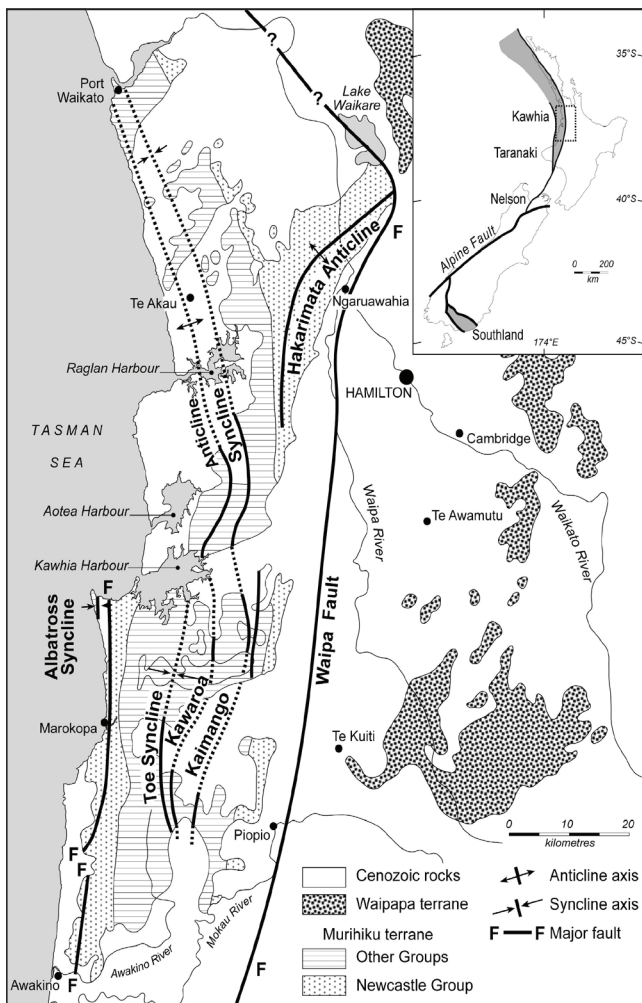 ?
F
?
Port
Waikato
Lake
Waikare
35°S
Kawhia
Taranaki
40°S
Nelson
Alpine Fault
0 200
km
Southland
45°S
174°E
F
Hakarimata Anticline
Ngaruawahia
Te Akau
Raglan Harbour
HAMILTON
Anticline
Syncline
Cambridge
TASMAN
SEA
Aotea Harbour
Te Awamutu
Waipa River
Waikato River
Kawhia Harbour
F
Albatross
Syncline
Waipa Fault
Marokopa
Toe Syncline
Kawaroa
Kaimango
Te Kuiti
Piopio
0 10 20
kilometres
F
F
Mokau River
Awakino River
Awakino
F
F
Cenozoic rocks
Waipapa terrane
Murihiku terrane
Other Groups
Newcastle Group
Anticline axis
Syncline axis
F F Major fault